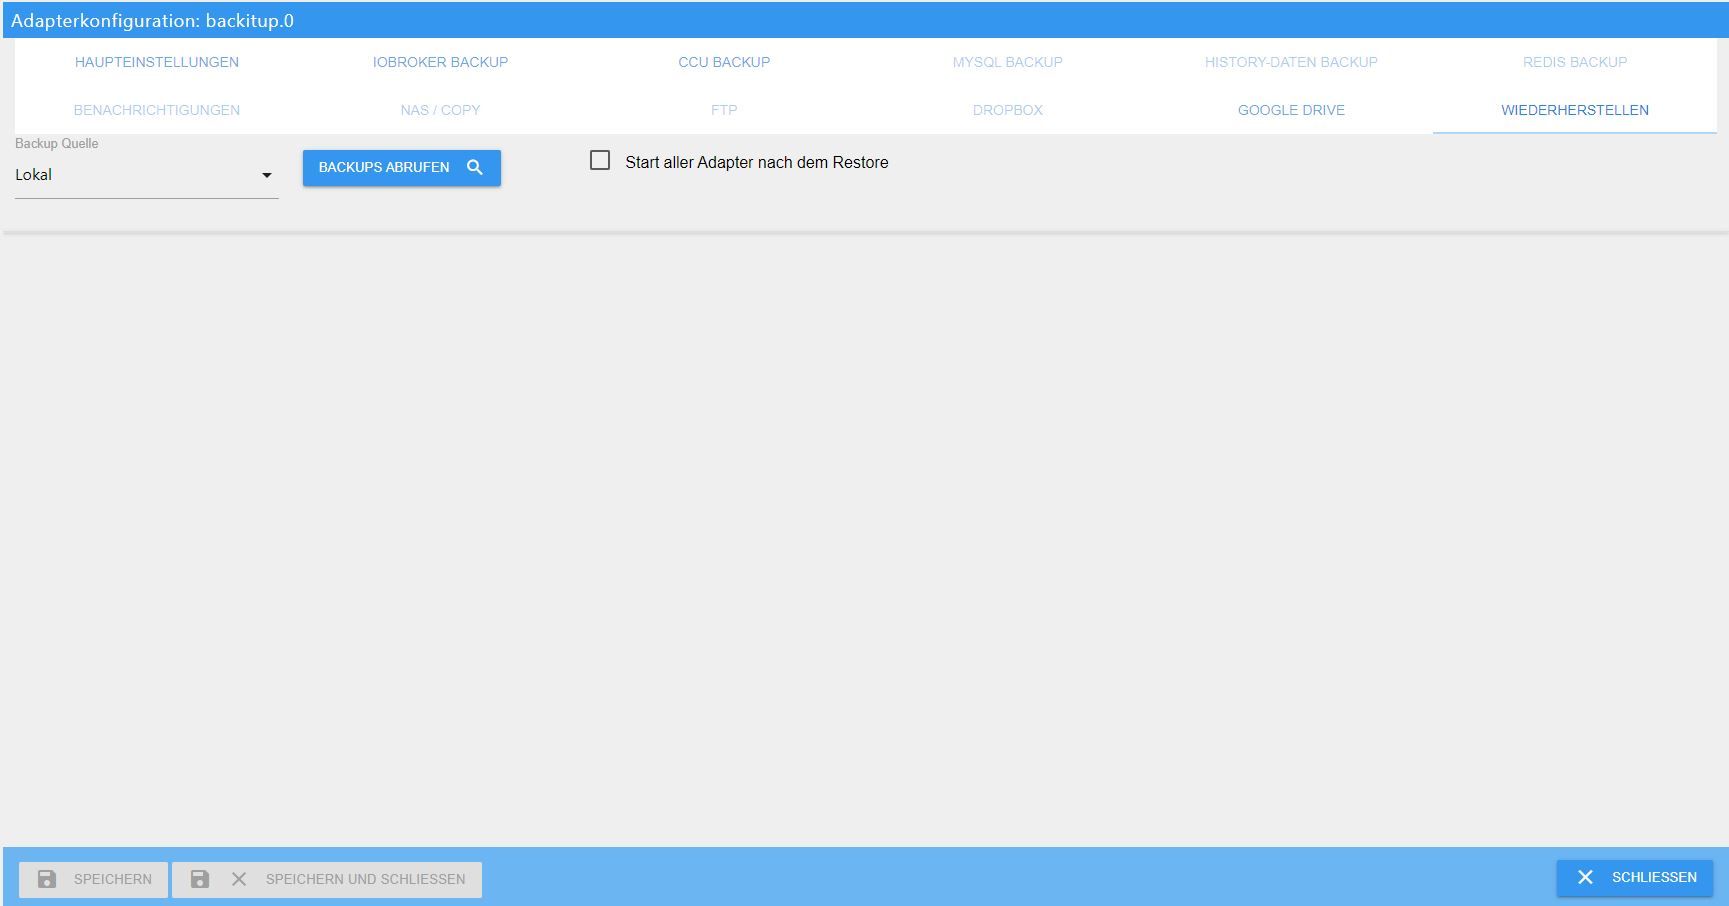 Adapterkonfiguration: backitup.0
HAUPTEINSTELLUNGEN IOBROKER BACKUP CCU BACKUP MYSQL BACKUP HISTORY-DATEN BACKUP REDIS BACKUP
BENACHRICHTIGUNGEN NAS / COPY FTP DROPBOX GOOGLE DRIVE WIEDERHERSTELLEN
Backup Quelle
Lokal BACKUPS ABRUFEN Start aller Adapter nach dem Restore
SPEICHERN SPEICHERN UND SCHLIESSEN SCHLIESSEN